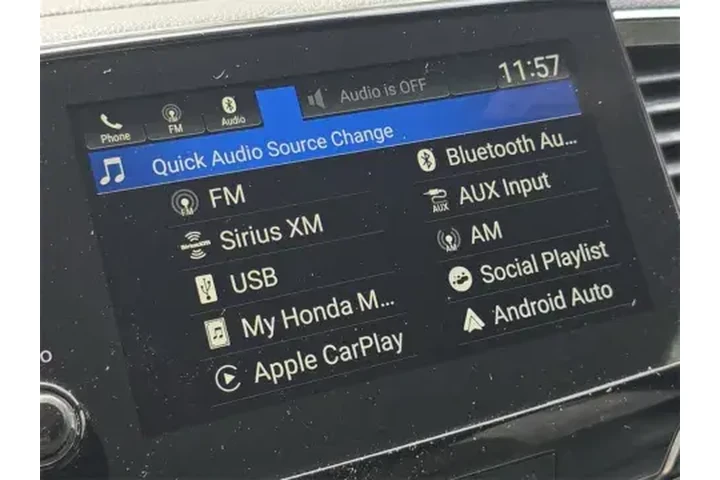 Phone
FM
Audio
Audio is OFF
11:57
Quick Audio Source Change
FM
Bluetooth Au...
Sirius XM
AUX
AUX Input
USB
AM
My Honda M...
Social Playlist
Apple CarPlay
Android Auto